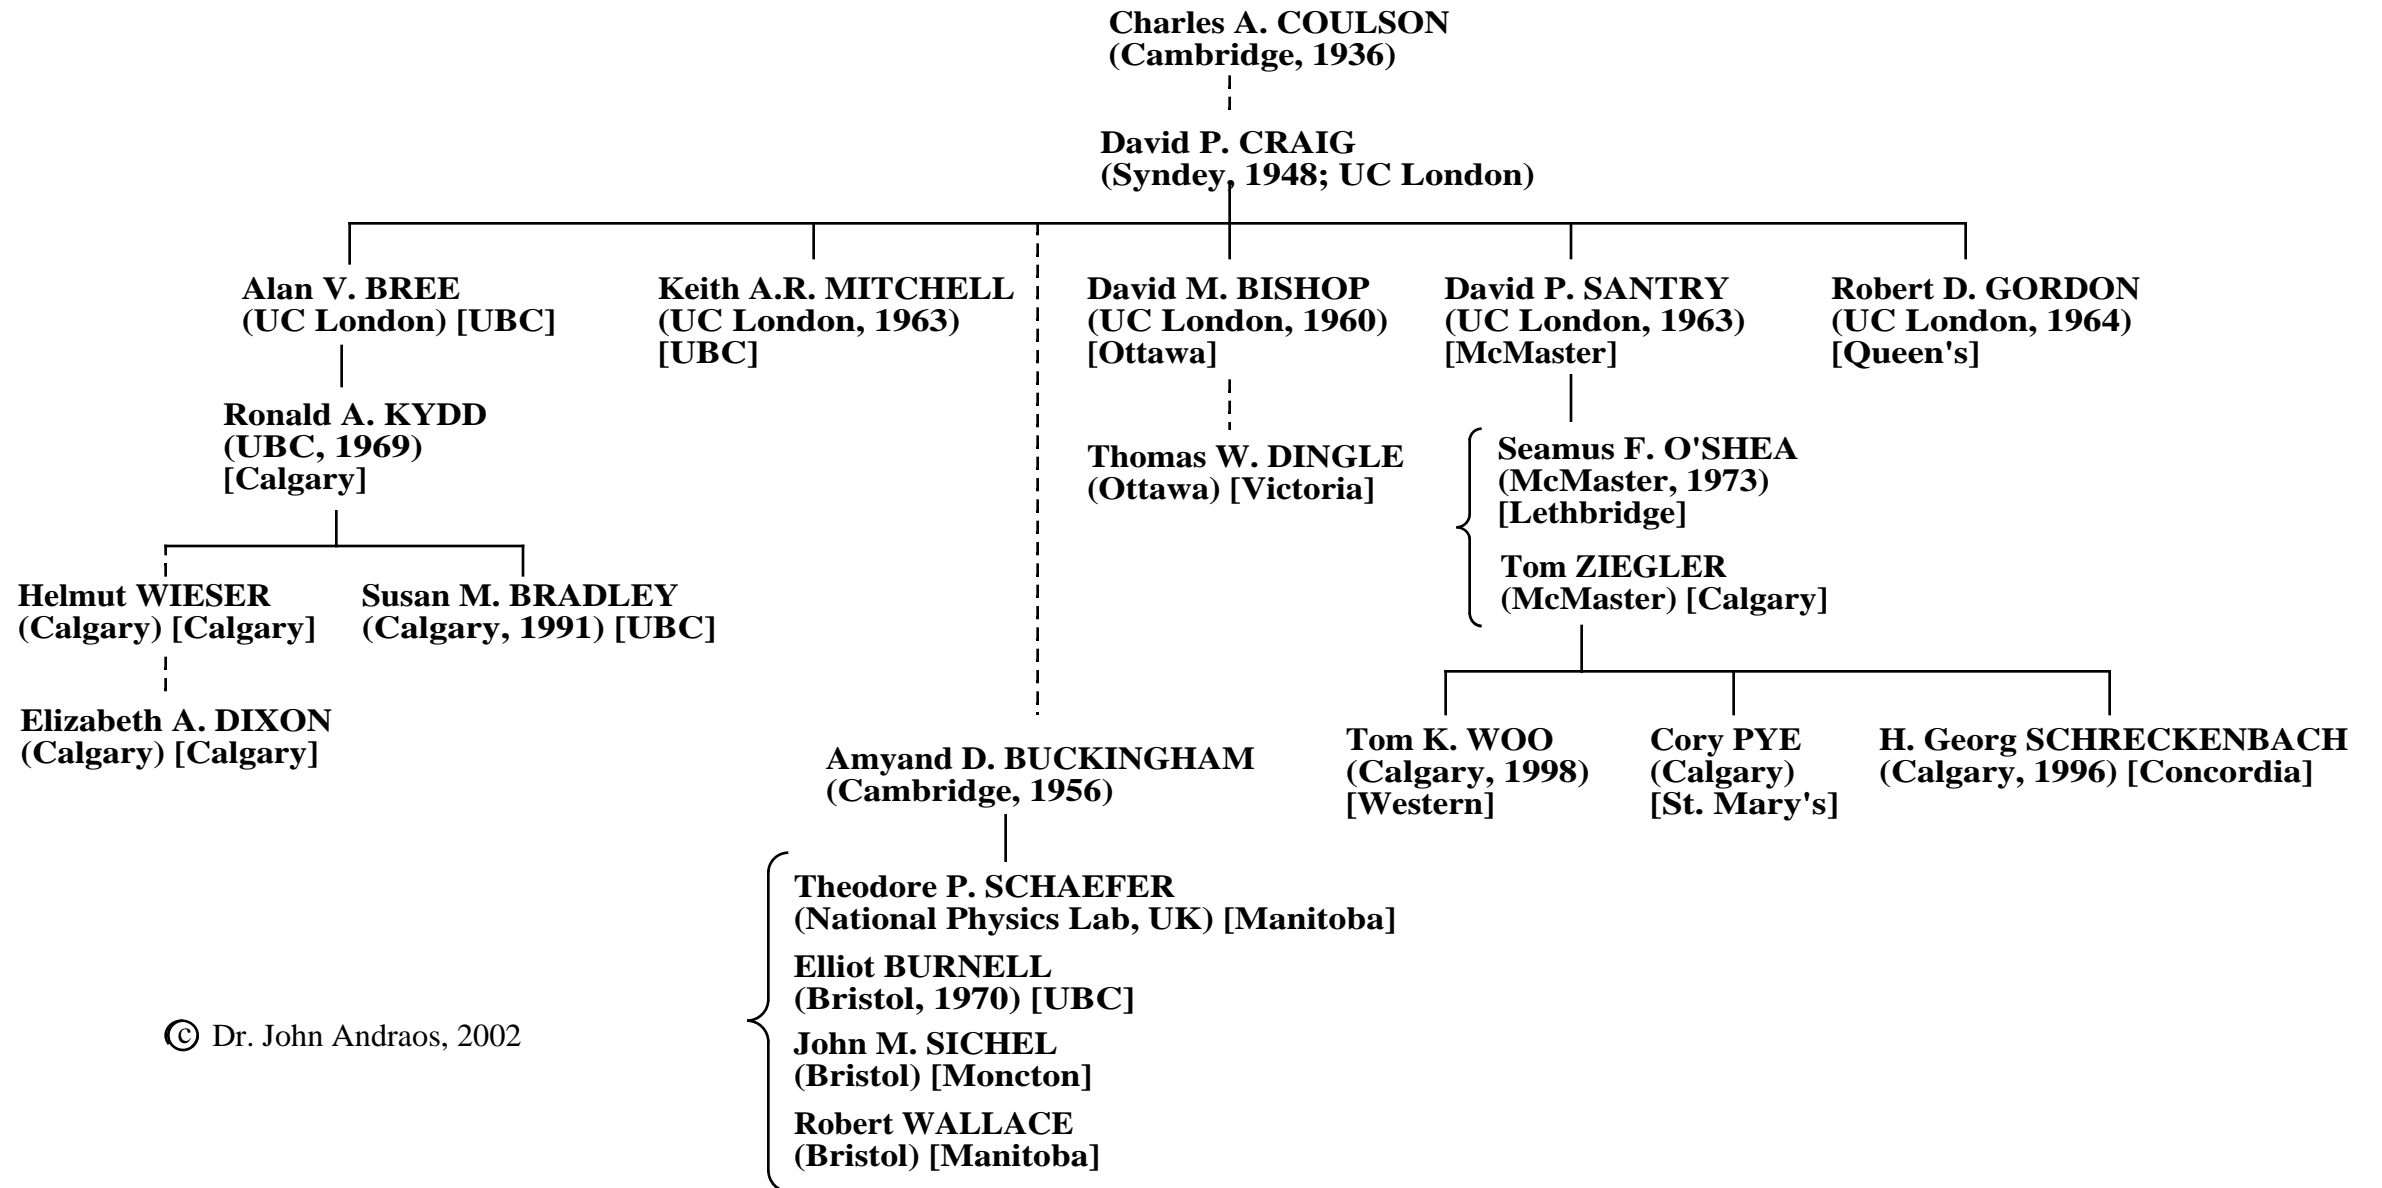 Charles A. COULSON
(Cambridge, 1936)
David P. CRAIG
(Syndey, 1948; UC London)
Alan V. BREE
(UC London) [UBC]
Keith A.R. MITCHELL
(UC London, 1963)
[UBC]
David M. BISHOP
(UC London, 1960)
[Ottawa]
David P. SANTRY
(UC London, 1963)
[McMaster]
Robert D. GORDON
(UC London, 1964)
[Queen's]
Ronald A. KYDD
(UBC, 1969)
[Calgary]
Thomas W. DINGLE
(Ottawa) [Victoria]
Seamus F. O'SHEA
(McMaster, 1973)
[Lethbridge]
Tom ZIEGLER
(McMaster) [Calgary]
Helmut WIESER
(Calgary) [Calgary]
Susan M. BRADLEY
(Calgary, 1991) [UBC]
Elizabeth A. DIXON
(Calgary) [Calgary]
Amyand D. BUCKINGHAM
(Cambridge, 1956)
Tom K. WOO
(Calgary, 1998)
[Western]
Cory PYE
(Calgary)
[St. Mary's]
H. Georg SCHRECKENBACH
(Calgary, 1996) [Concordia]
Theodore P. SCHAEFER
(National Physics Lab, UK) [Manitoba]
Elliot BURNELL
(Bristol, 1970) [UBC]
John M. SICHEL
(Bristol) [Moncton]
Robert WALLACE
(Bristol) [Manitoba]
© Dr. John Andraos, 2002